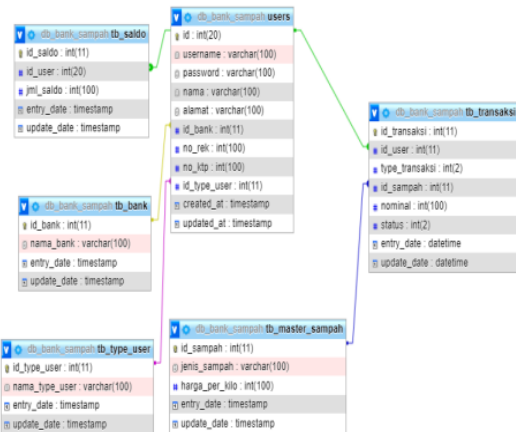 db_bank_sampah tb_saldo
id_saldo : int(11)
id_user : int(20)
jml_saldo : int(100)
entry_date : timestamp
update_date : timestamp
db_bank_sampah users
id : int(20)
username : varchar(100)
password : varchar(100)
nama : varchar(100)
alamat : varchar(100)
id_bank : int(11)
no_rek : int(100)
no_ktp : int(100)
id_type_user : int(11)
created_at : timestamp
updated_at : timestamp
db_bank_sampah tb_transaksi
id_transaksi : int(11)
id_user : int(11)
type_transaksi : int(2)
id_sampah : int(11)
nominal : int(100)
status : int(2)
entry_date : datetime
update_date : datetime
db_bank_sampah tb_bank
id_bank : int(11)
nama_bank : varchar(100)
entry_date : timestamp
update_date : timestamp
db_bank_sampah tb_type_user
id_type_user : int(11)
nama_type_user : varchar(100)
entry_date : timestamp
update_date : timestamp
db_bank_sampah tb_master_sampah
id_sampah : int(11)
jenis_sampah : varchar(100)
harga_per_kilo : int(100)
entry_date : timestamp
update_date : timestamp